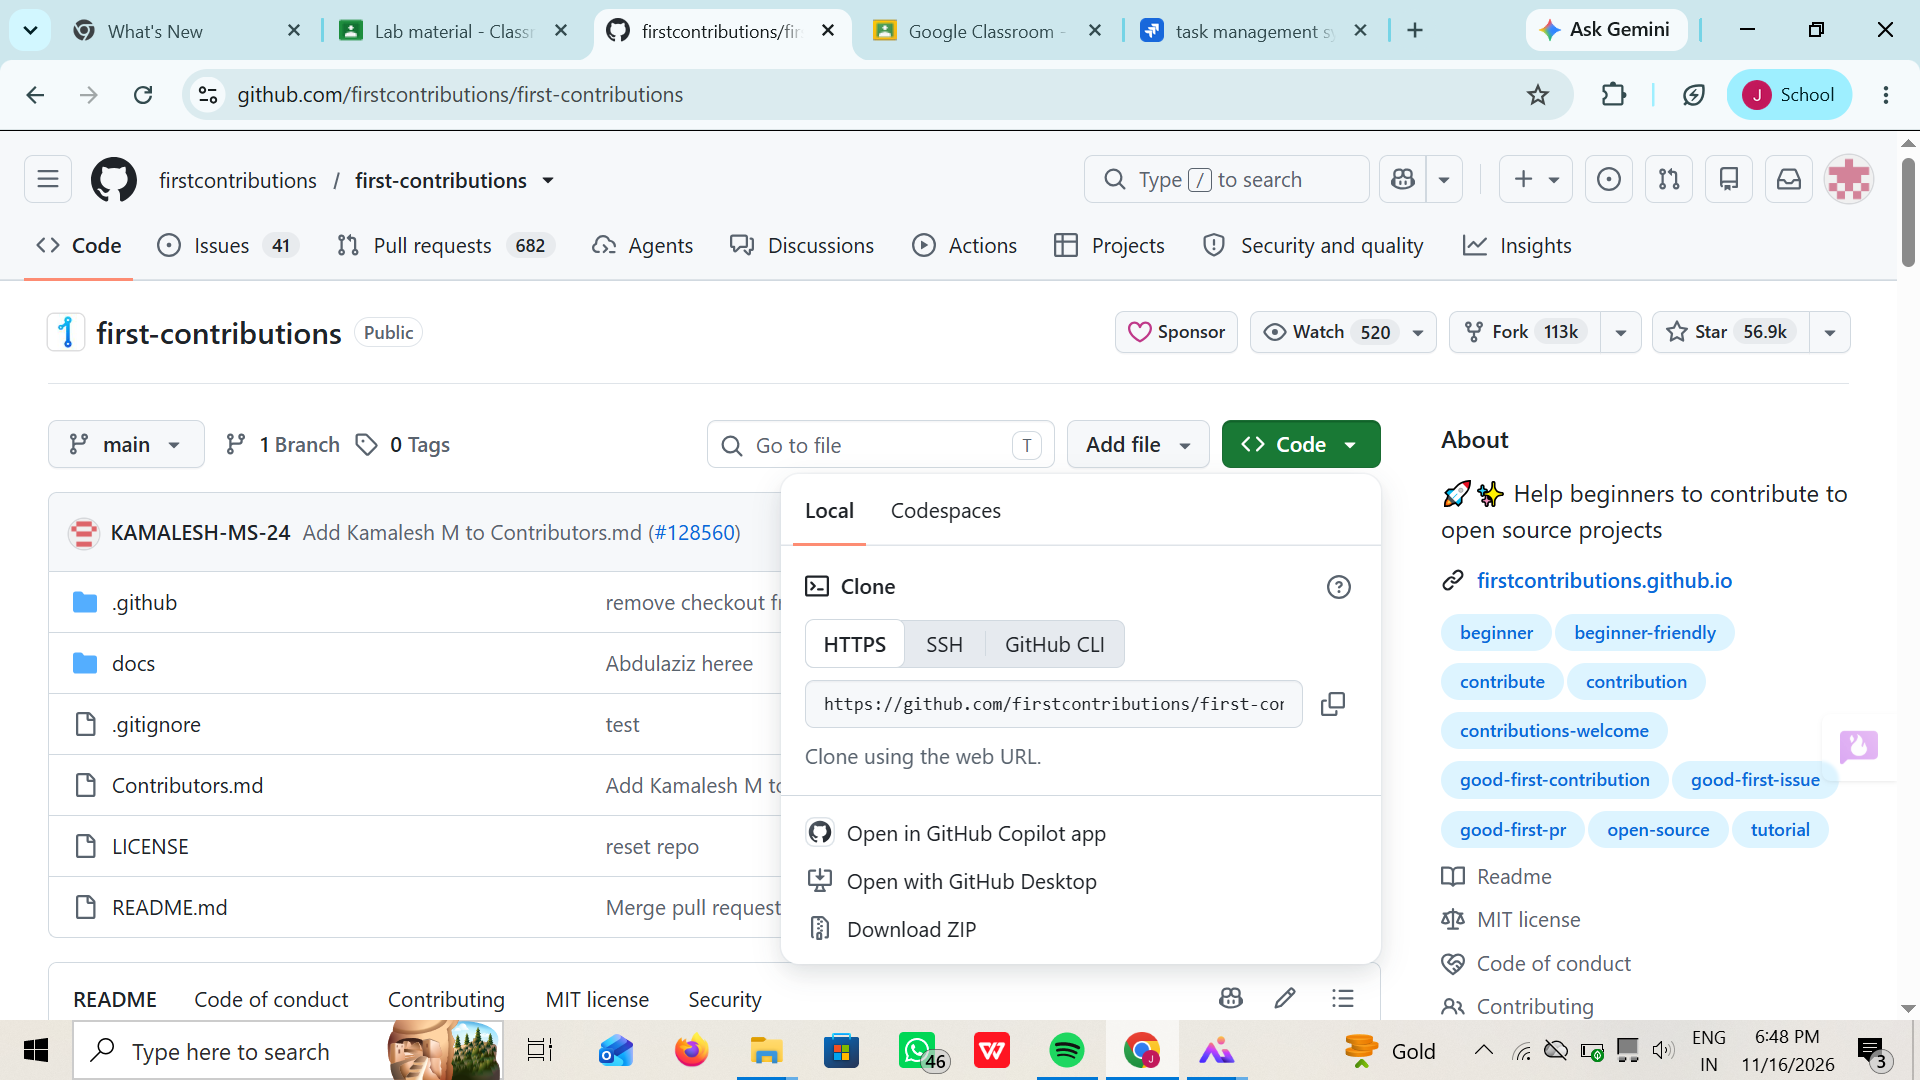 What's New
Lab material - Classr
firstcontributions/fir
Google Classroom -
task management sy
Ask Gemini
github.com/firstcontributions/first-contributions
J School
firstcontributions / first-contributions
Type / to search
Code
Issues 41
Pull requests 682
Agents
Discussions
Actions
Projects
Security and quality
Insights
first-contributions Public
Sponsor
Watch 520
Fork 113k
Star 56.9k
main
1 Branch
0 Tags
Go to file T
Add file
Code
KAMALESH-MS-24 Add Kamalesh M to Contributors.md (#128560)
.github remove checkout fr
docs Abdulaziz heree
.gitignore test
Contributors.md Add Kamalesh M to
LICENSE reset repo
README.md Merge pull request
Local
Codespaces
Clone
HTTPS
SSH
GitHub CLI
https://github.com/firstcontributions/first-cor
Clone using the web URL.
Open in GitHub Copilot app
Open with GitHub Desktop
Download ZIP
README
Code of conduct
Contributing
MIT license
Security
About
🚀✨ Help beginners to contribute to
open source projects
firstcontributions.github.io
beginner beginner-friendly
contribute contribution
contributions-welcome
good-first-contribution good-first-issue
good-first-pr open-source tutorial
Readme
MIT license
Code of conduct
Contributing
Type here to search
46
J
Gold
ENG
IN
6:48 PM
11/16/2026
3